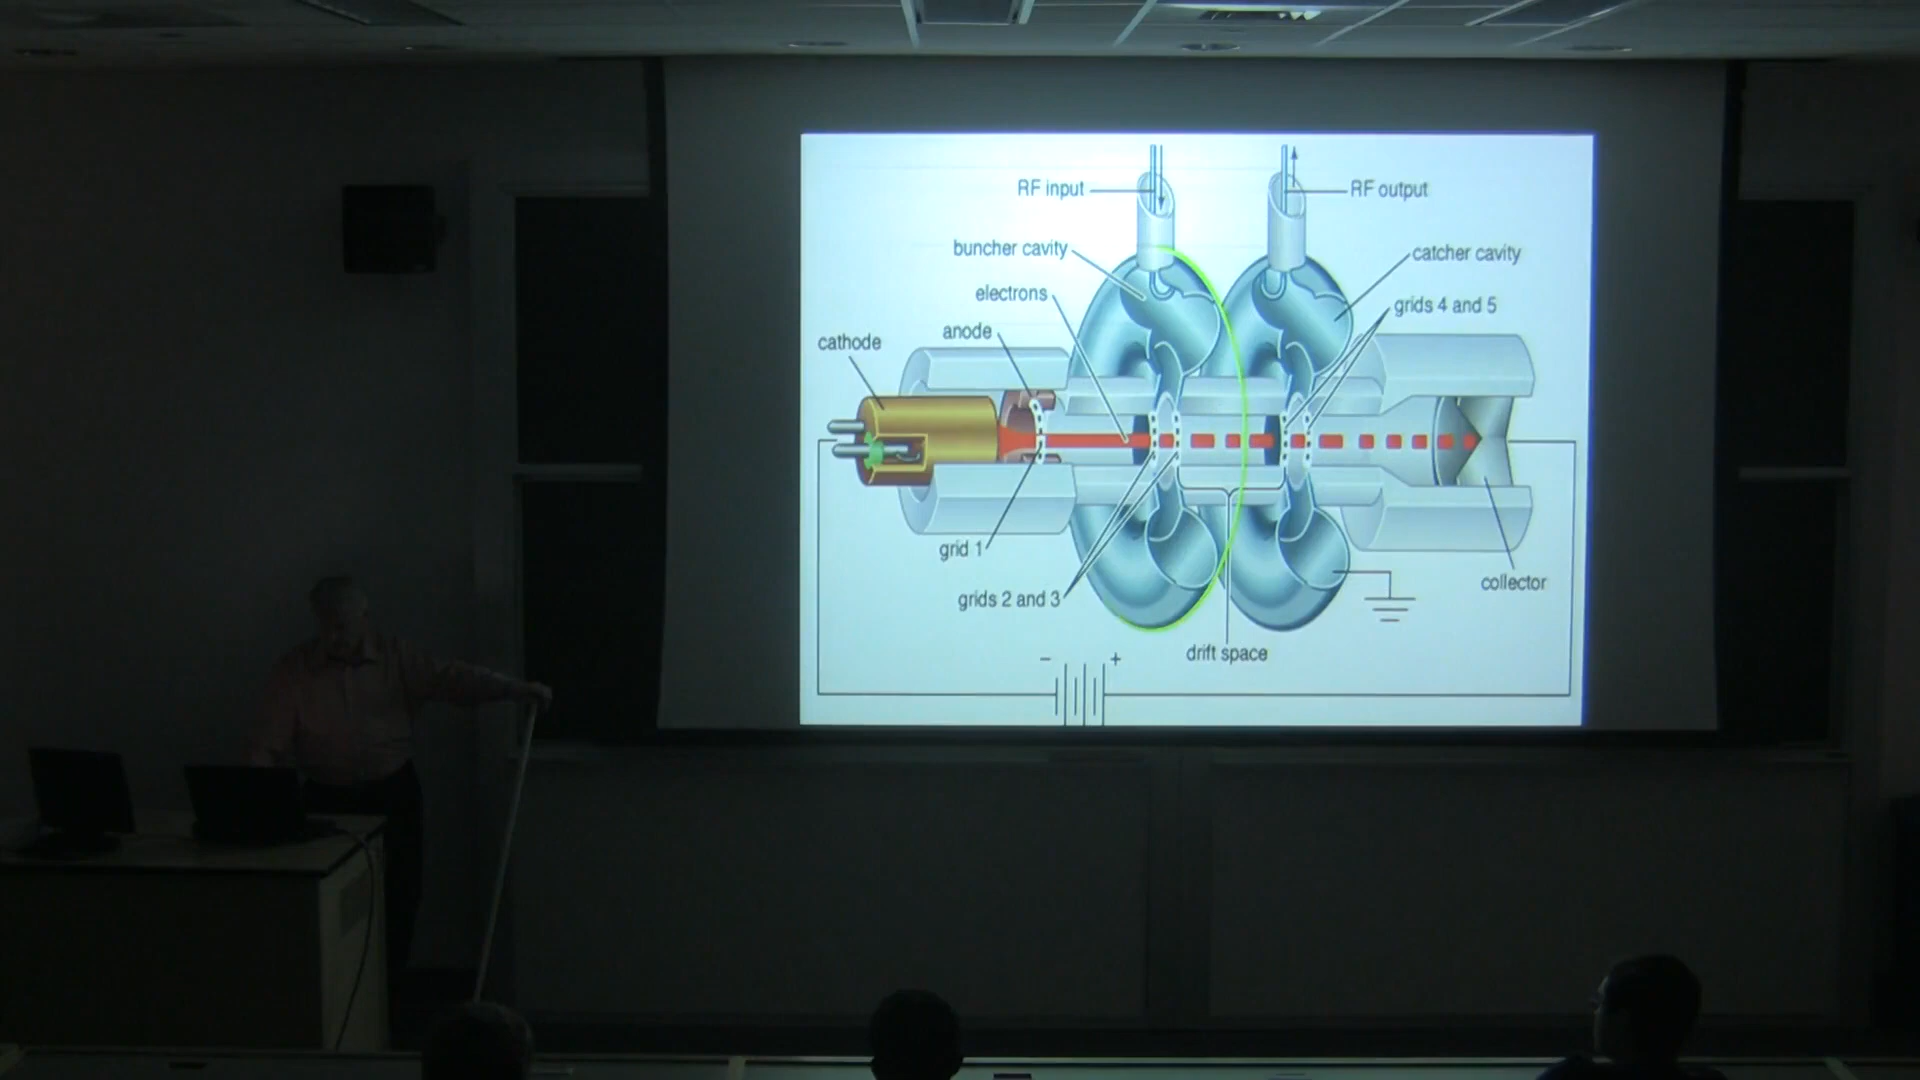 RF input
RF output
buncher cavity
catcher cavity
electrons
grids 4 and 5
anode
cathode
grid 1
collector
grids 2 and 3
drift space
− +